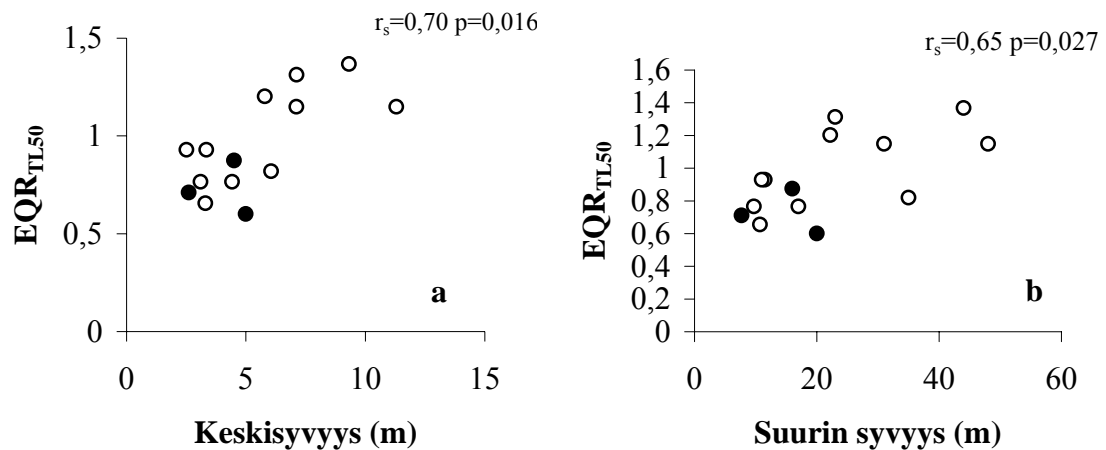 r_s=0,70 p=0,016
1,5
1
0,5
0
EQR_TL50
0 5 10 15
Keskisyvyys (m)
a
r_s=0,65 p=0,027
1,6
1,4
1,2
1
0,8
0,6
0,4
0,2
0
EQR_TL50
0 20 40 60
Suurin syvyys (m)
b